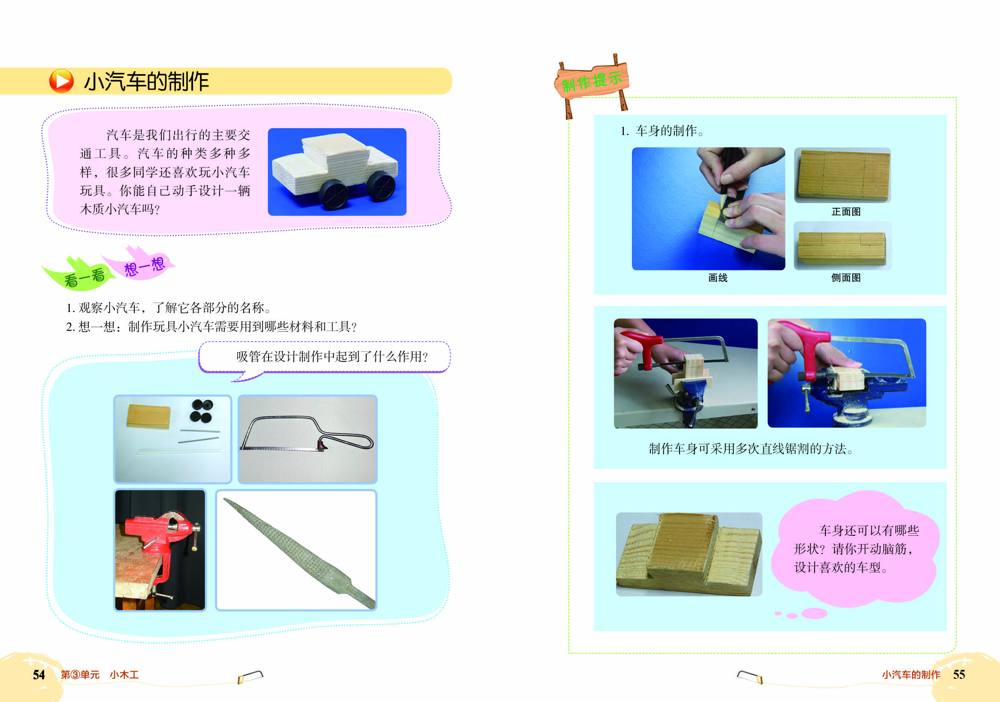 小汽车的制作
汽车是我们出行的主要交
通工具。汽车的种类多种多
样，很多同学还喜欢玩小汽车
玩具。你能自己动手设计一辆
木质小汽车吗？
看一看
想一想
1. 观察小汽车，了解它各部分的名称。
2. 想一想：制作玩具小汽车需要用到哪些材料和工具？
吸管在设计制作中起到了什么作用？
54 第③单元 小木工
制作提示
1. 车身的制作。
正面图
画线
侧面图
制作车身可采用多次直线锯割的方法。
车身还可以有哪些
形状？请你开动脑筋，
设计喜欢的车型。
小汽车的制作 55